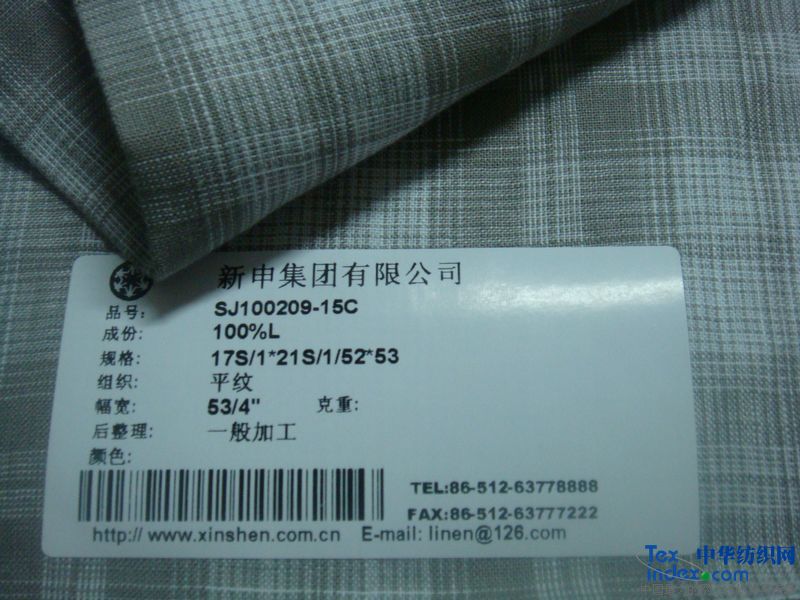 新申集团有限公司
品号: SJ100209-15C
成份: 100%L
规格: 17S/1*21S/1/52*53
组织: 平纹
幅宽: 53/4" 克重:
后整理: 一般加工
颜色:
TEL:86-512-63778888
FAX:86-512-63777222
http:// www.xinshen.com.cn E-mail: linen@126.com
Tex 中华纺织网
index.com